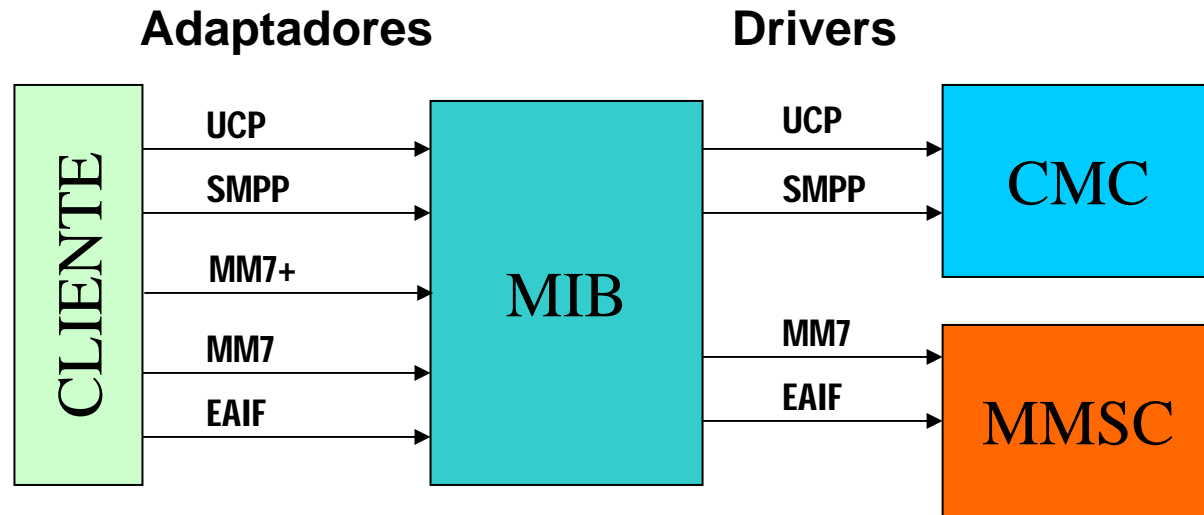 Adaptadores
Drivers
CLIENTE
UCP
SMPP
MM7+
MM7
EAIF
MIB
UCP
SMPP
MM7
EAIF
CMC
MMSC